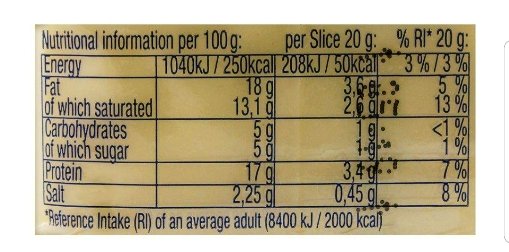 Nutritional information per 100 g: per Slice 20 g: % RI* 20 g:
Energy 1040kJ / 250kcal 208kJ / 50kcal 3 % / 3 %
Fat 18 g 3,6 g 5 %
of which saturated 13,1 g 2,6 g 13 %
Carbohydrates 5 g 1 g <1 %
of which sugar 5 g 1 g 1 %
Protein 17 g 3,4 g 7 %
Salt 2,25 g 0,45 g 8 %
*Reference Intake (RI) of an average adult (8400 kJ / 2000 kcal)